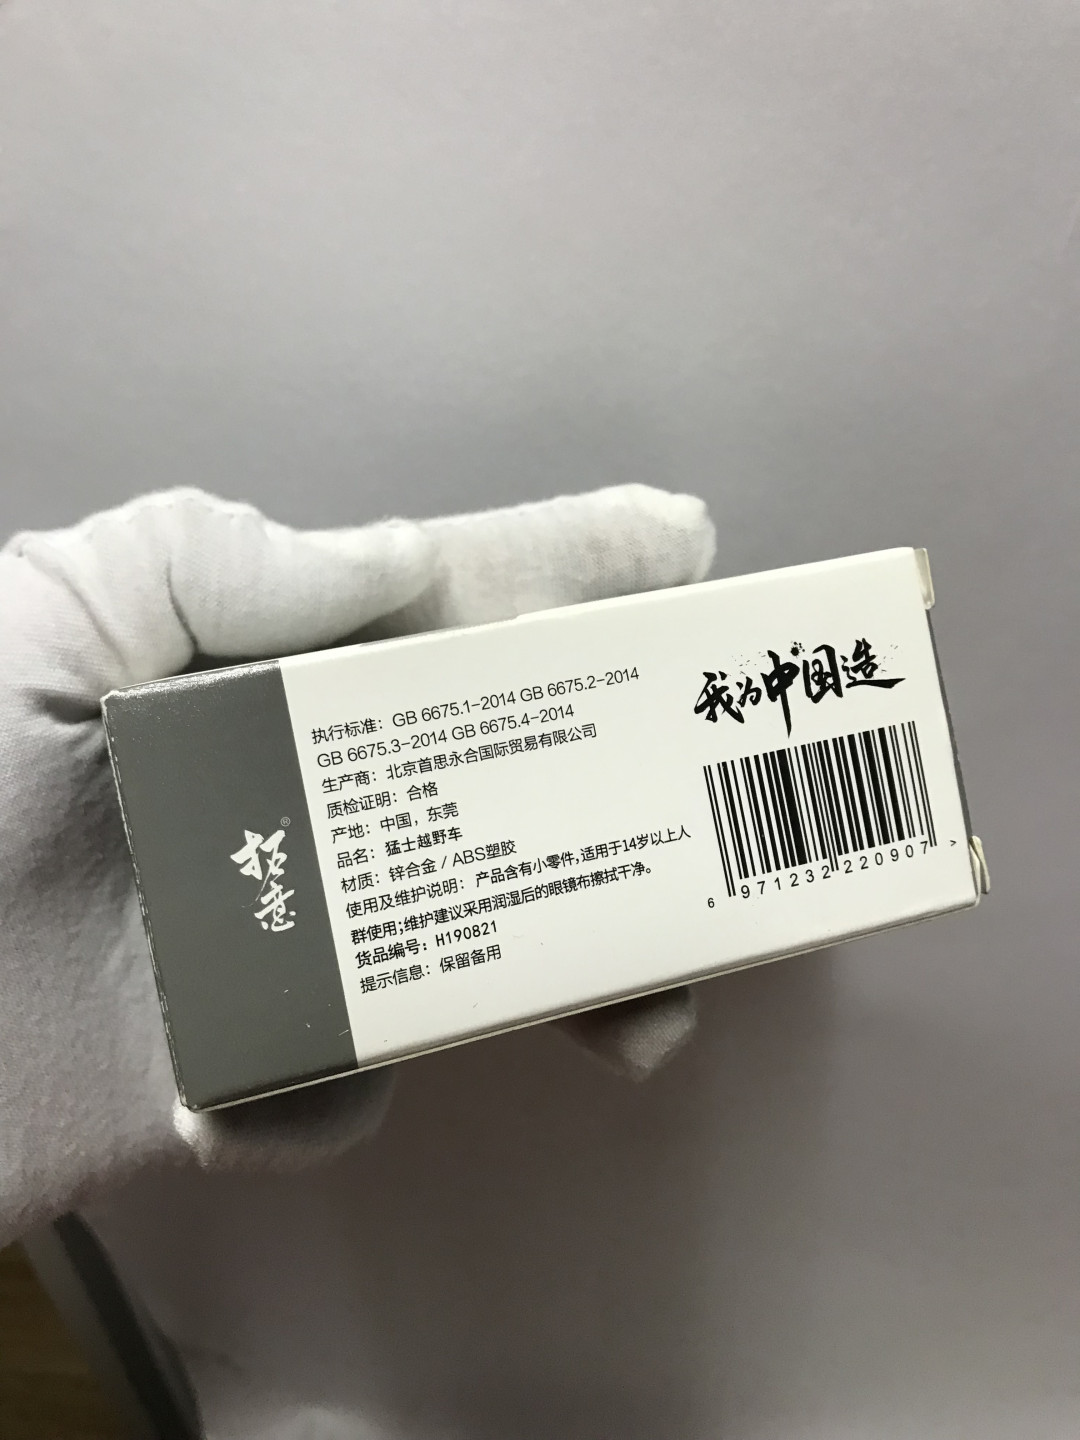 拓意®
执行标准：GB 6675.1-2014 GB 6675.2-2014
GB 6675.3-2014 GB 6675.4-2014
生产商：北京首思永合国际贸易有限公司
质检证明：合格
产地：中国，东莞
品名：猛士越野车
材质：锌合金 / ABS塑胶
使用及维护说明：产品含有小零件,适用于14岁以上人
群使用;维护建议采用润湿后的眼镜布擦拭干净。
货品编号：H190821
提示信息：保留备用
我为中国造
6 971232 220907 >